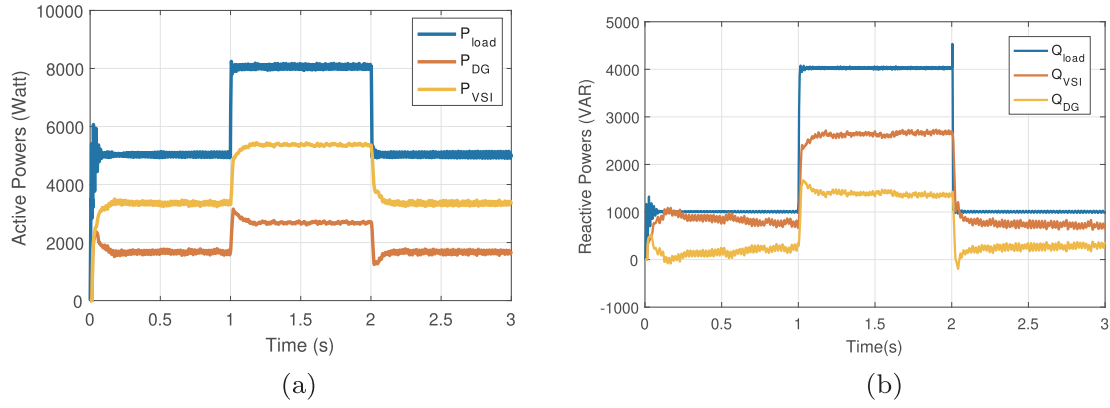 10000
8000
6000
4000
2000
0
Active Powers (Watt)
P_load
P_DG
P_VSI
0 0.5 1 1.5 2 2.5 3
Time (s)
(a)
5000
4000
3000
2000
1000
0
-1000
Reactive Powers (VAR)
Q_load
Q_VSI
Q_DG
0 0.5 1 1.5 2 2.5 3
Time(s)
(b)